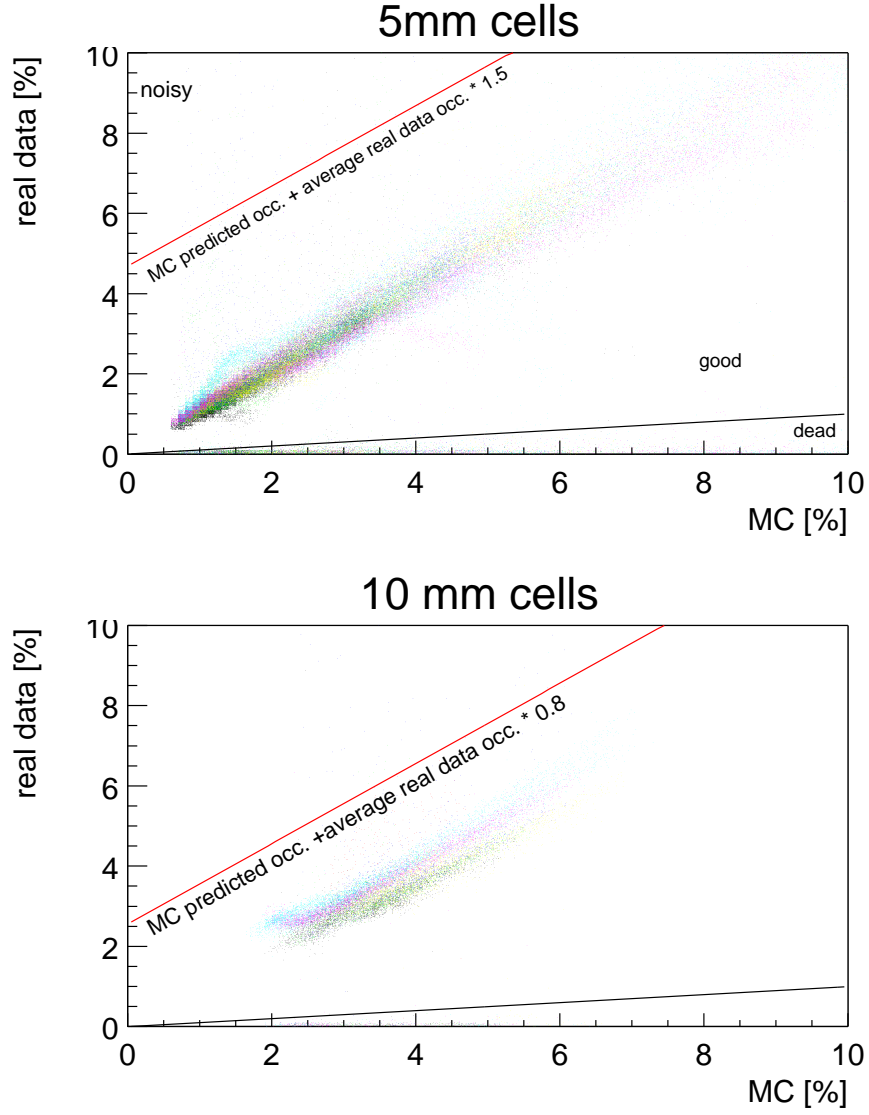 5mm cells
real data [%]
10
8
6
4
2
0
noisy
MC predicted occ. + average real data occ. * 1.5
good
dead
0 2 4 6 8 10
MC [%]
10 mm cells
real data [%]
10
8
6
4
2
0
MC predicted occ. +average real data occ. * 0.8
0 2 4 6 8 10
MC [%]